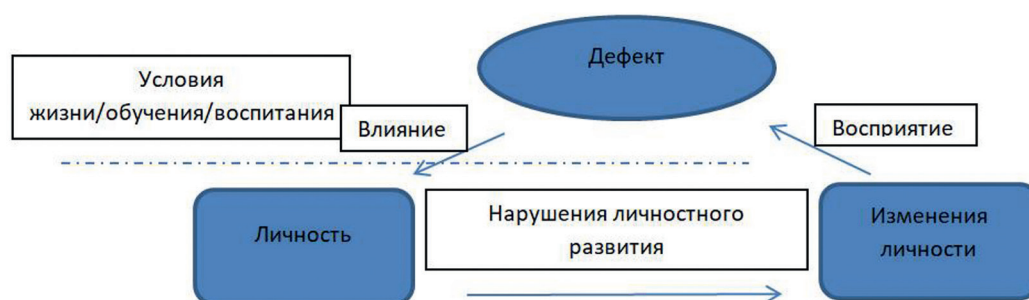 Дефект
Условия
жизни/обучения/воспитания
Влияние
Восприятие
Личность
Нарушения личностного
развития
Изменения
личности